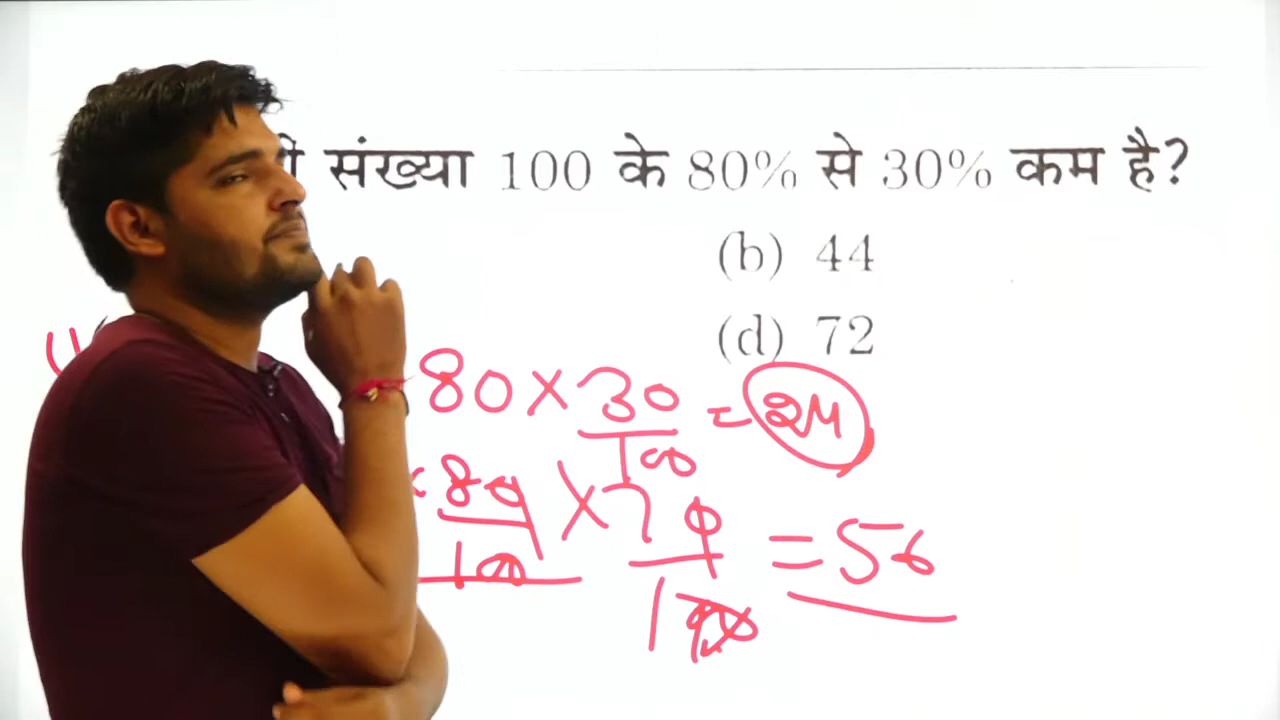 संख्या 100 के 80% से 30% कम है?
(b) 44
(d) 72
80 × 30/100 = 24
× 80/100 × 70/100 = 56